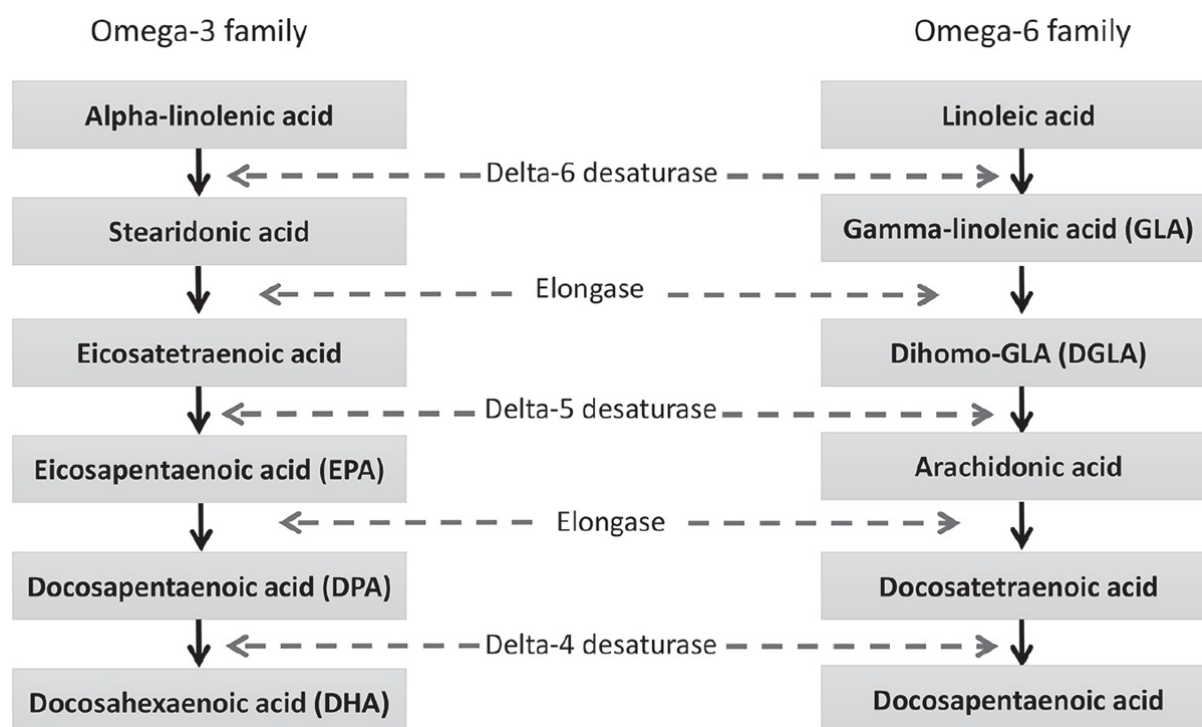 Omega-3 family
Omega-6 family
Alpha-linolenic acid
Linoleic acid
Delta-6 desaturase
Stearidonic acid
Gamma-linolenic acid (GLA)
Elongase
Eicosatetraenoic acid
Dihomo-GLA (DGLA)
Delta-5 desaturase
Eicosapentaenoic acid (EPA)
Arachidonic acid
Elongase
Docosapentaenoic acid (DPA)
Docosatetraenoic acid
Delta-4 desaturase
Docosahexaenoic acid (DHA)
Docosapentaenoic acid